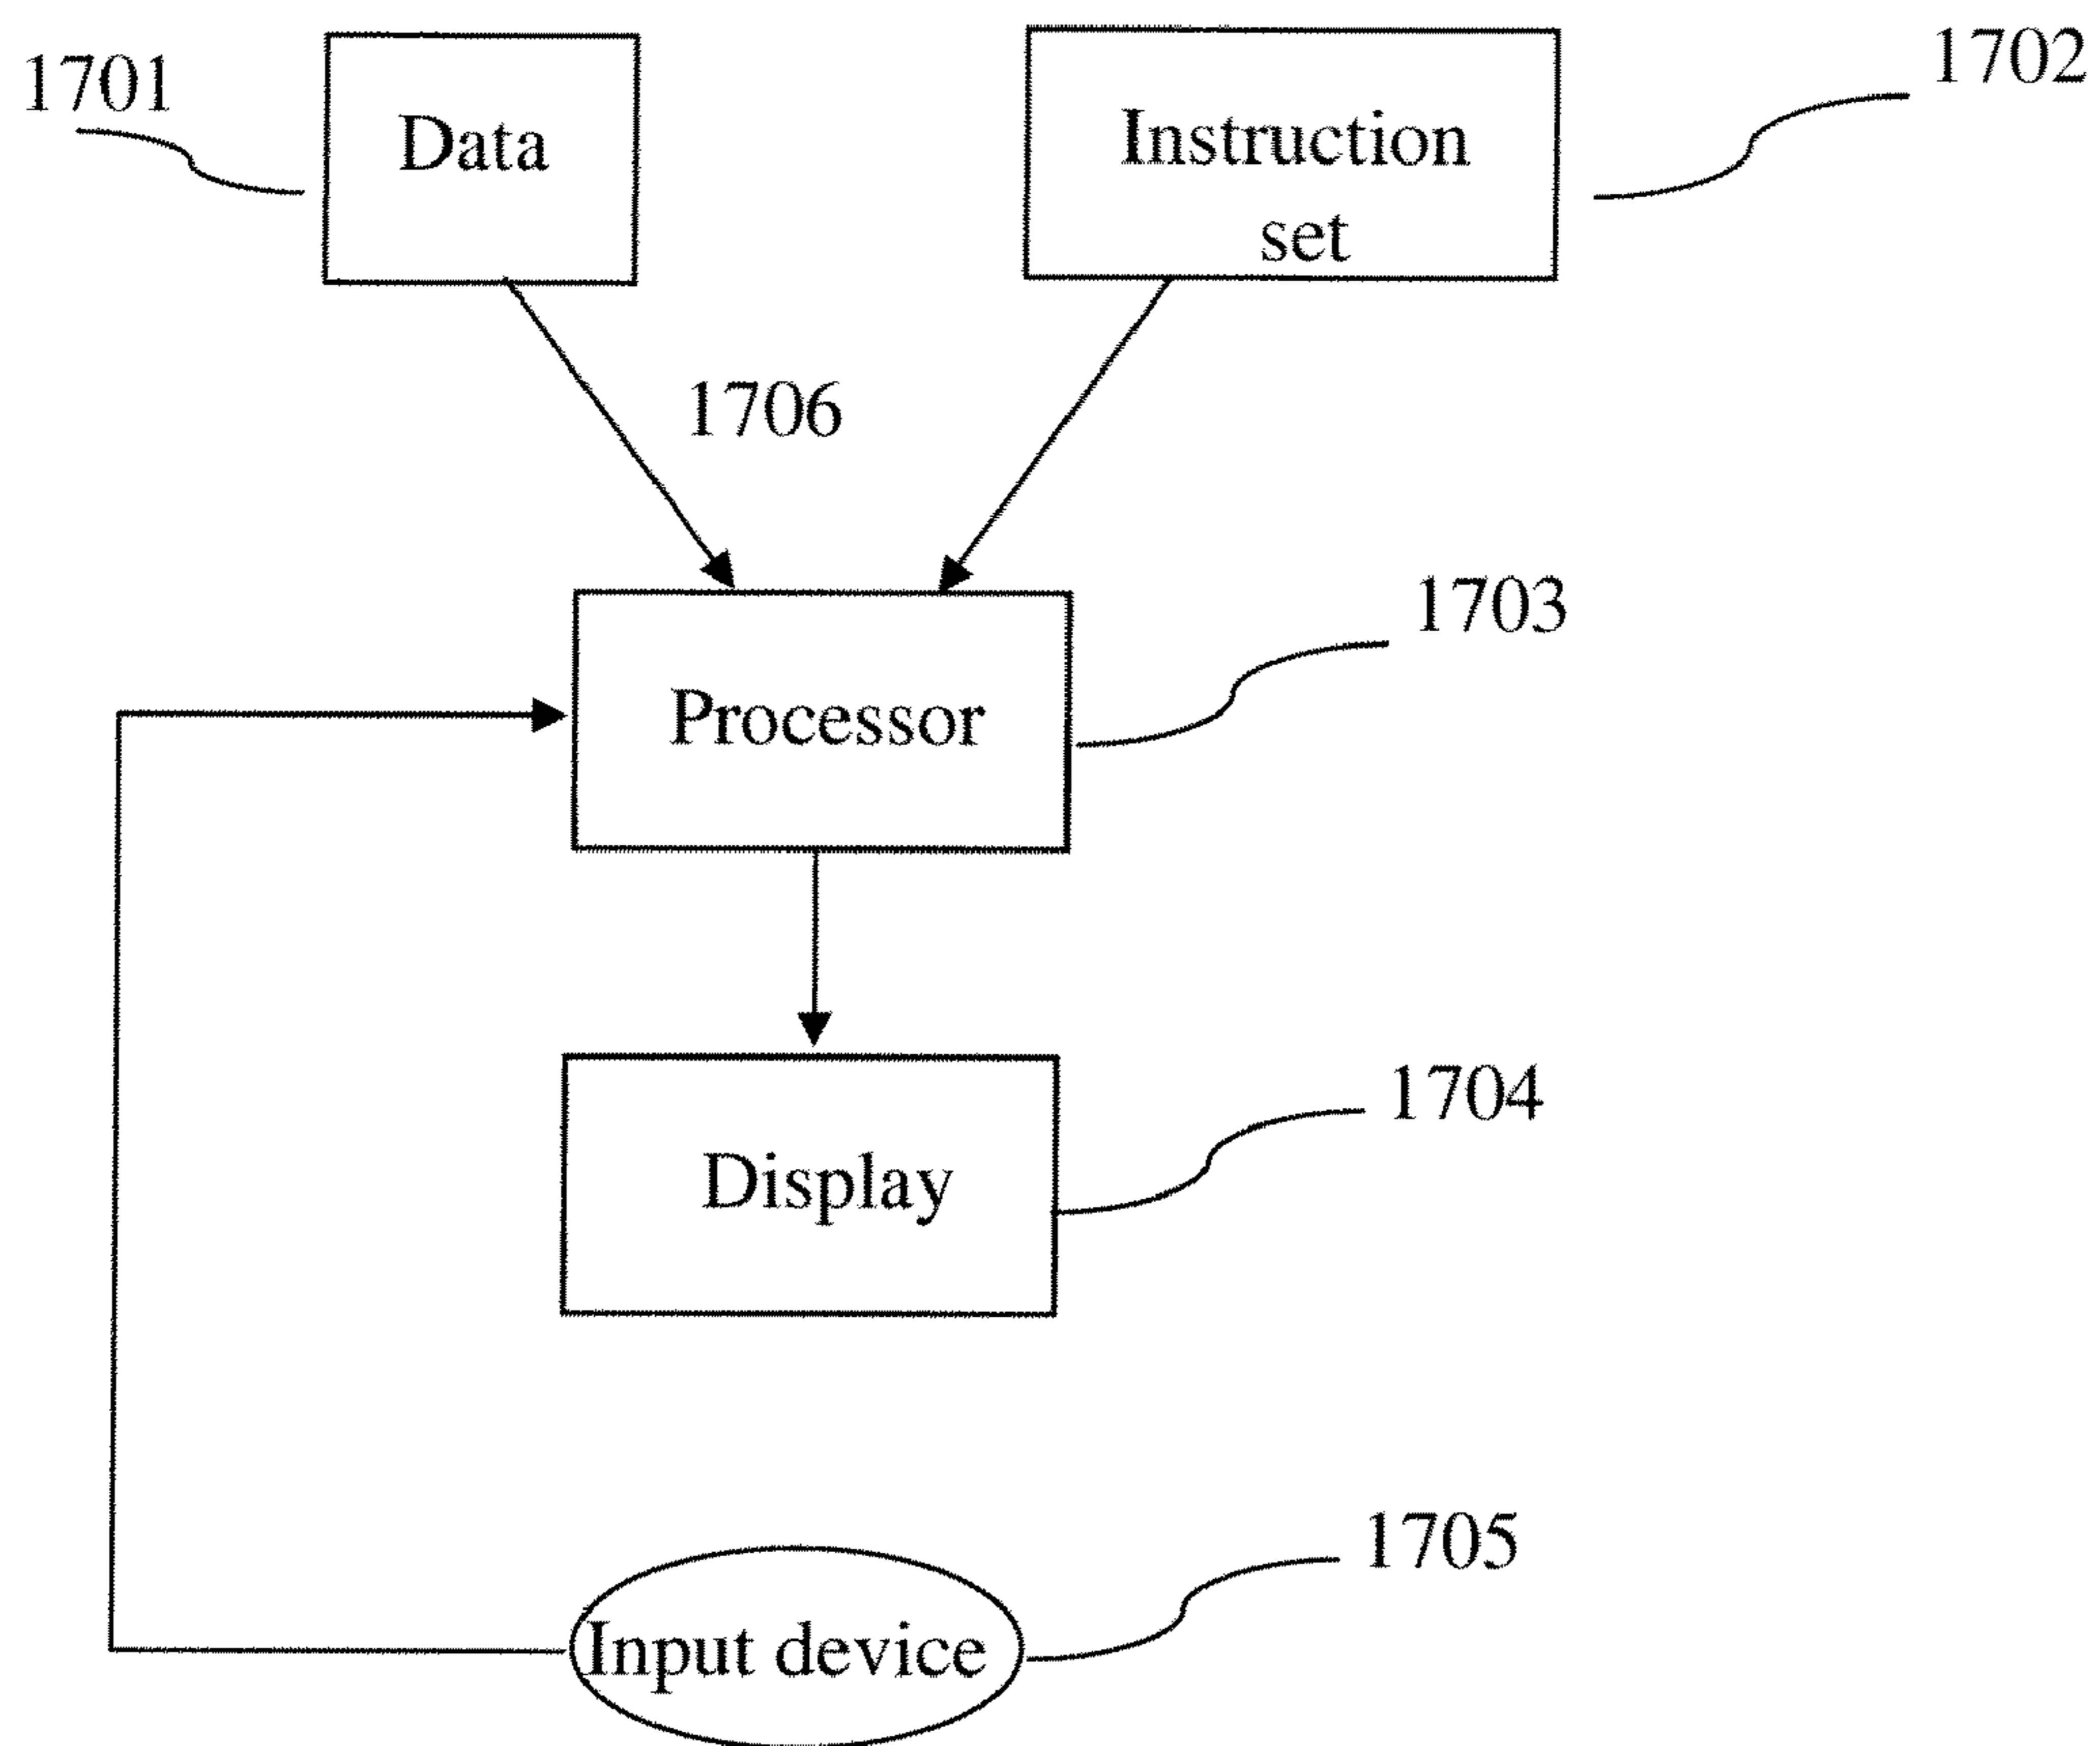 1701
Data
Instruction
set
1702
1706
1703
Processor
1704
Display
1705
Input device